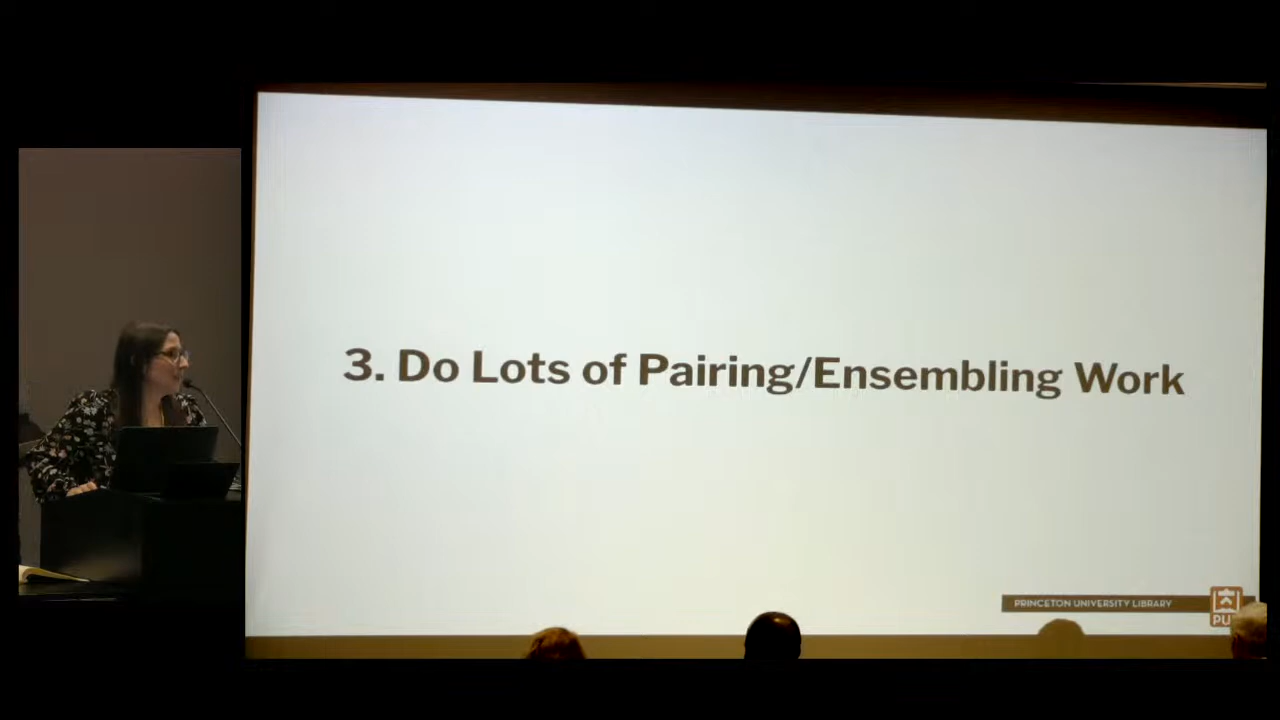 3. Do Lots of Pairing/Ensembling Work
PRINCETON UNIVERSITY LIBRARY
PU